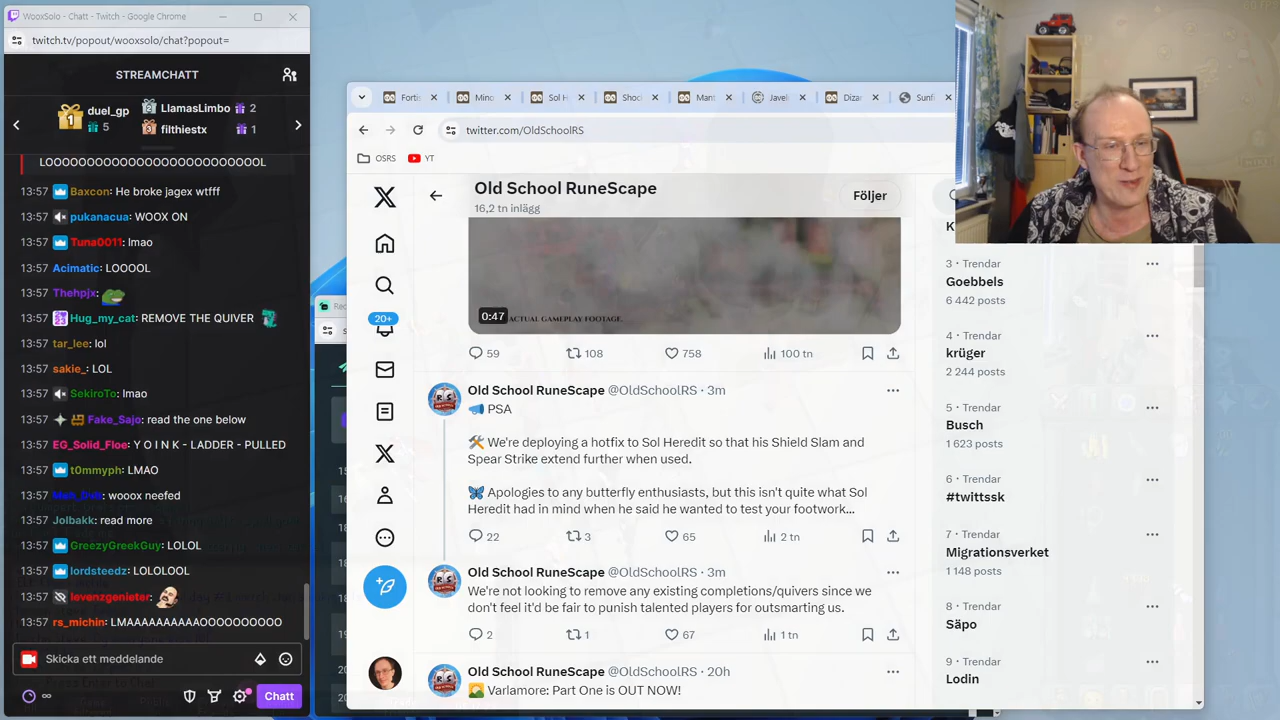 WooxSolo - Chatt - Twitch - Google Chrome
twitch.tv/popout/wooxsolo/chat?popout=
STREAMCHATT
1
duel_gp
5
LlamasLimbo 2
filthiestx 1
LOOOOOOOOOOOOOOOOOOOOOOOOOL
13:57 Baxcon: He broke jagex wtfff
13:57 pukanacua: WOOX ON
13:57 Tuna0011: lmao
13:57 Acimatic: LOOOOL
13:57 Thehpjx:
13:57 Hug_my_cat: REMOVE THE QUIVER
13:57 tar_lee: lol
13:57 sakie_: LOL
13:57 SekiroTo: lmao
13:57 Fake_Sajo: read the one below
13:57 EG_Solid_Floe: Y O I N K - LADDER - PULLED
13:57 t0mmyph: LMAO
13:57 : woox neefed
13:57 Jolbakk: read more
13:57 GreezyGreekGuy: LOLOL
13:57 lordsteedz: LOLOLOOL
13:57 lovenzgenieter:
13:57 rs_michin: LMAAAAAAAAAOOOOOOOOOO
Skicka ett meddelande
∞
Chatt
Sol H
Shoc
Mant
Javel
Dizar
Sunf
twitter.com/OldSchoolRS
OSRS
YT
Old School RuneScape
16,2 tn inlägg
Följer
20+
0:47
ACTUAL GAMEPLAY FOOTAGE.
59
108
758
100 tn
Old School RuneScape @OldSchoolRS · 3m
PSA
We're deploying a hotfix to Sol Heredit so that his Shield Slam and
Spear Strike extend further when used.
Apologies to any butterfly enthusiasts, but this isn't quite what Sol
Heredit had in mind when he said he wanted to test your footwork...
22
3
65
2 tn
Old School RuneScape @OldSchoolRS · 3m
We're not looking to remove any existing completions/quivers since we
don't feel it'd be fair to punish talented players for outsmarting us.
2
1
67
1 tn
Old School RuneScape @OldSchoolRS · 20h
Varlamore: Part One is OUT NOW!
3 · Trendar
Goebbels
6 442 posts
4 · Trendar
krüger
2 244 posts
5 · Trendar
Busch
1 623 posts
6 · Trendar
#twittssk
7 · Trendar
Migrationsverket
1 148 posts
8 · Trendar
Säpo
9 · Trendar
Lodin